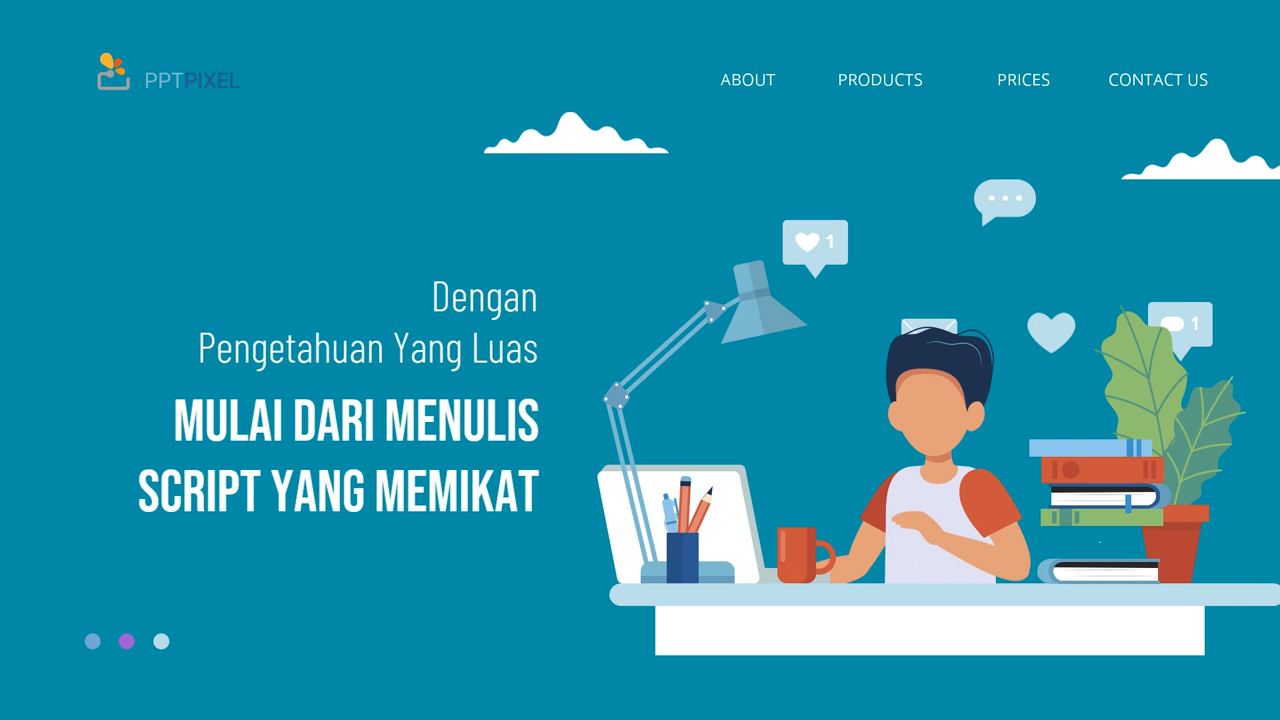 PPTPIXEL
ABOUT PRODUCTS PRICES CONTACT US
1
1
Dengan
Pengetahuan Yang Luas
MULAI DARI MENULIS
SCRIPT YANG MEMIKAT